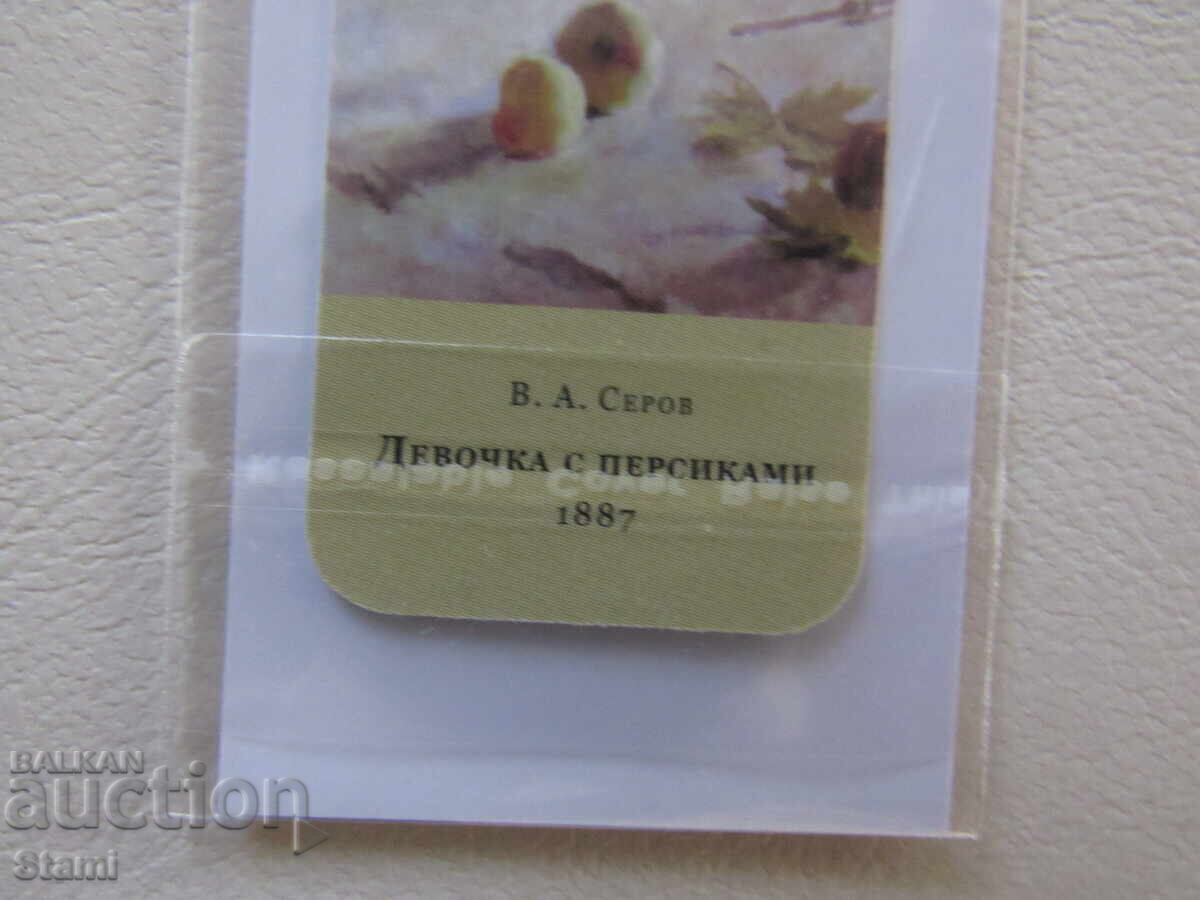 В. А. Серов
Девочка с персиками
1887
BALKAN
auction
Stami